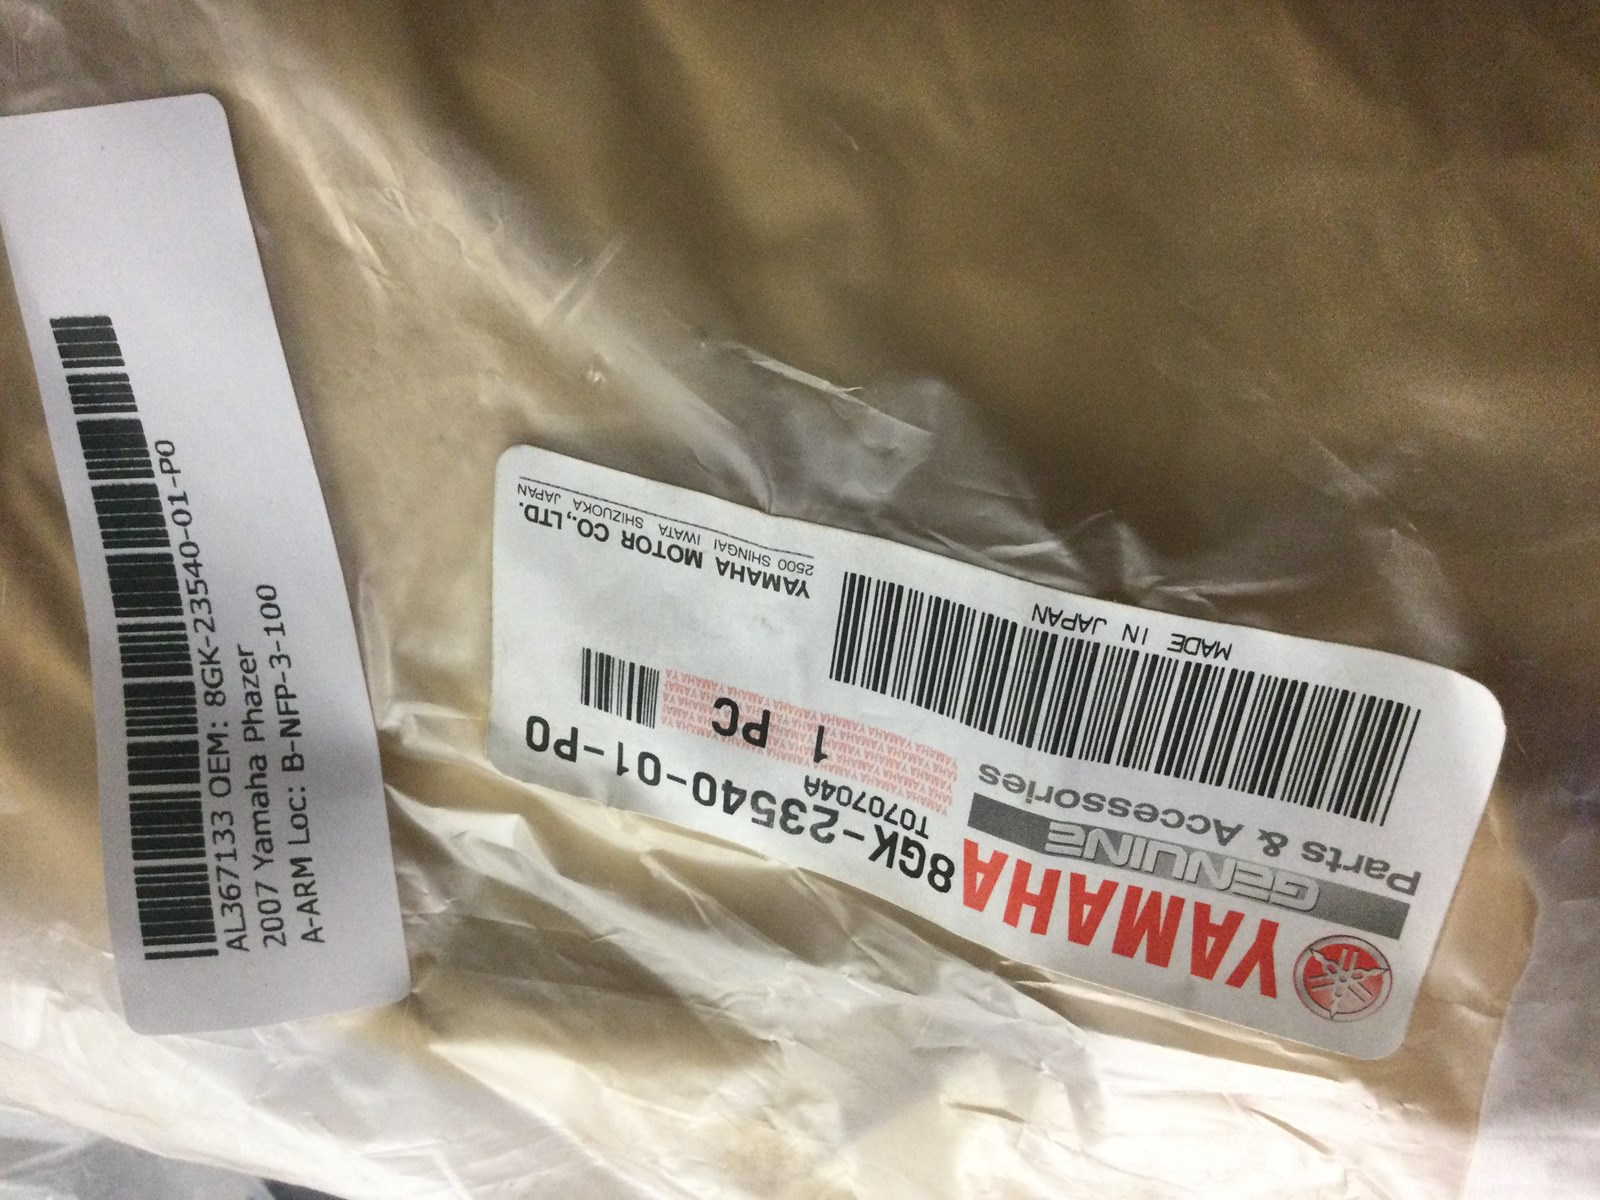 AL367133 OEM: 8GK-23540-01-P0
2007 Yamaha Phazer
A-ARM Loc: B-NFP-3-100
YAMAHA
GENUINE
Parts & Accessories
8GK-23540-01-P0
T070704A
1 PC
MADE IN JAPAN
YAMAHA MOTOR CO.,LTD.
2500 SHINGAI IWATA SHIZUOKA JAPAN